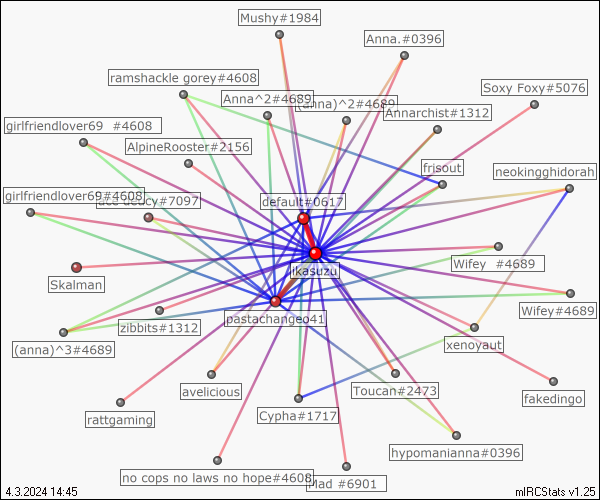 Mushy#1984
Anna.#0396
ramshackle gorey#4608
Soxy Foxy#5076
Anna^2#4689
(anna)^2#4689
Annarchist#1312
girlfriendlover69 #4608
AlpineRooster#2156
frisout
neokingghidorah
girlfriendlover69#4608
#7097
default#0617
Wifey #4689
ikasuzu
Skalman
Wifey#4689
pastachangeo41
zibbits#1312
xenoyaut
(anna)^3#4689
avelicious
Toucan#2473
fakedingo
rattgaming
Cypha#1717
hypomanianna#0396
no cops no laws no hope#4608
Mad #6901
4.3.2024 14:45
mIRCStats v1.25